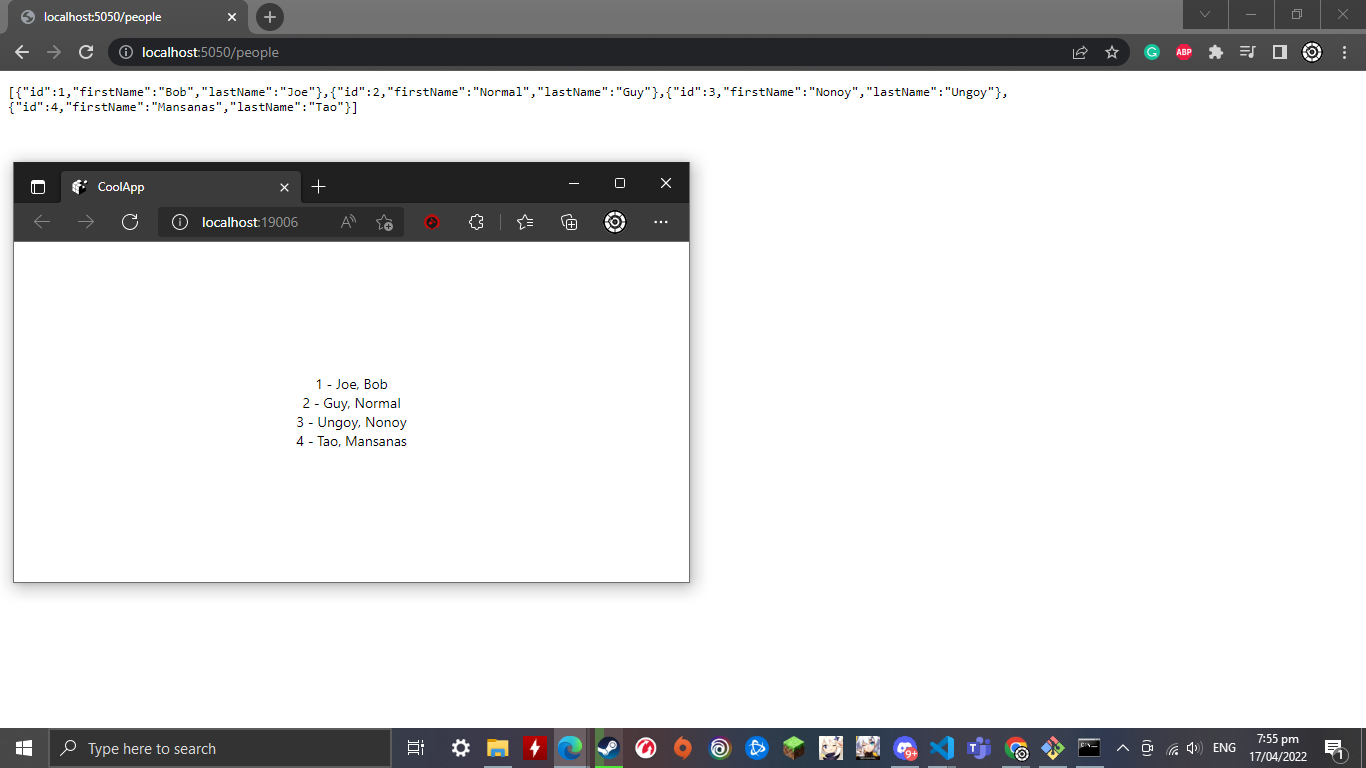 localhost:5050/people
localhost:5050/people
ABP
[{"id":1,"firstName":"Bob","lastName":"Joe"},{"id":2,"firstName":"Normal","lastName":"Guy"},{"id":3,"firstName":"Nonoy","lastName":"Ungoy"},
{"id":4,"firstName":"Mansanas","lastName":"Tao"}]
CoolApp
localhost:19006
1 - Joe, Bob
2 - Guy, Normal
3 - Ungoy, Nonoy
4 - Tao, Mansanas
Type here to search
9+
ENG
7:55 pm
17/04/2022
1